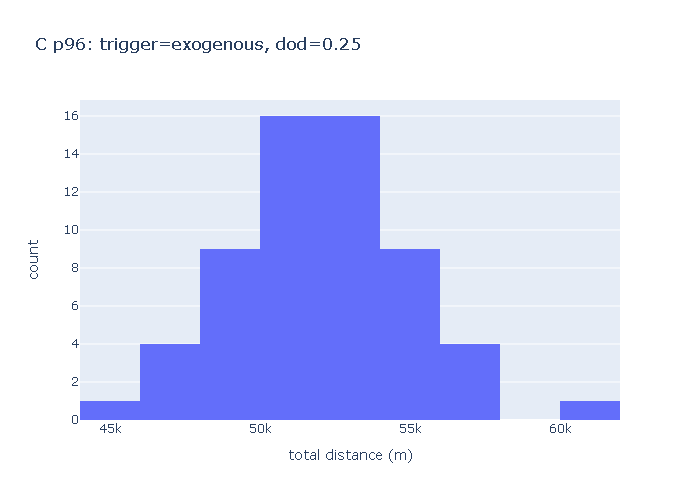 C p96: trigger=exogenous, dod=0.25
16
14
12
10
8
6
4
2
0
count
45k
50k
55k
60k
total distance (m)